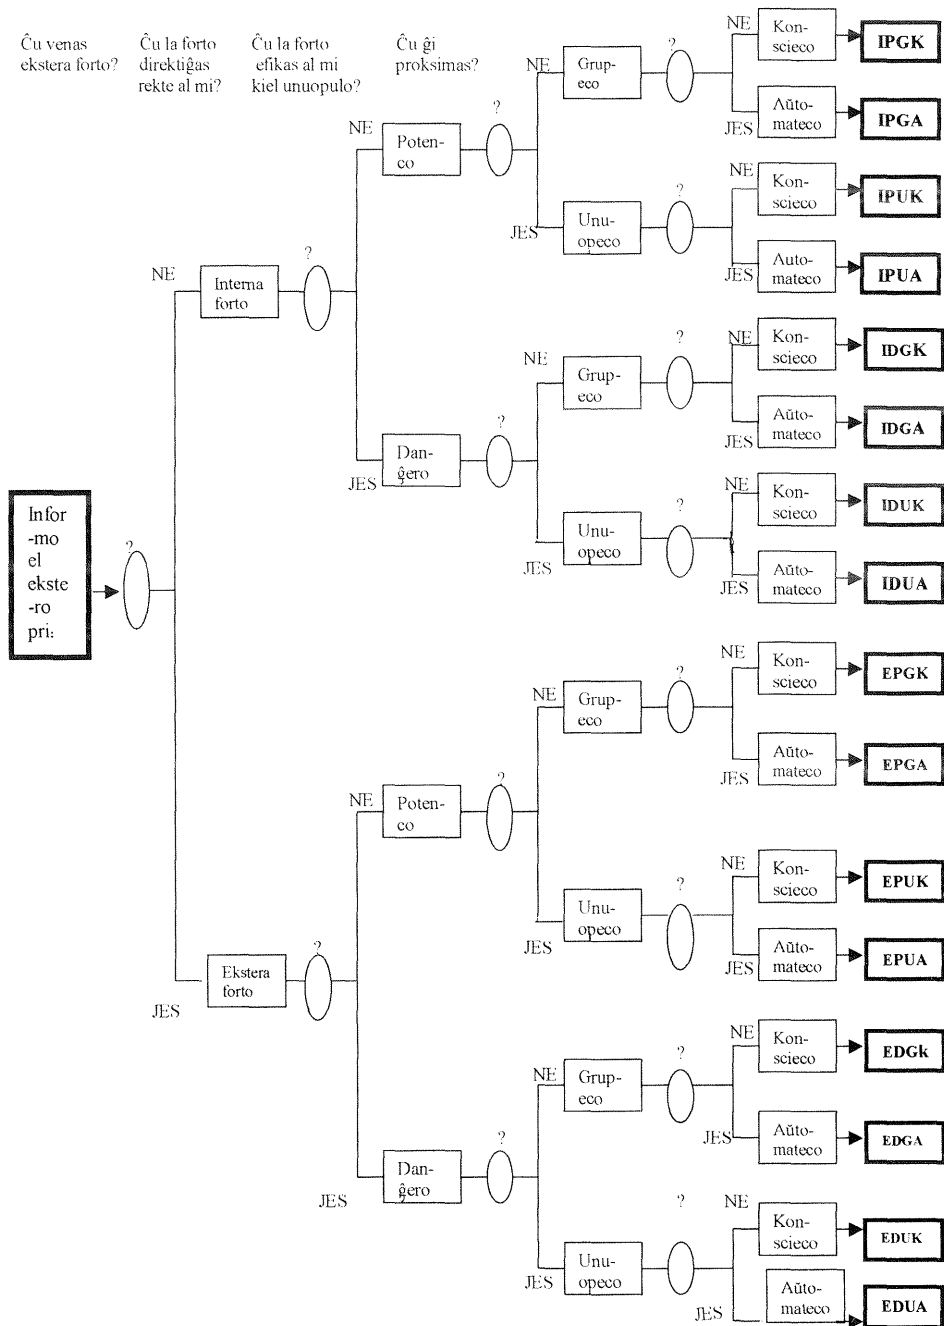 Ĉu venas
ekstera forto?
Ĉu la forto
direktiĝas
rekte al mi?
Ĉu la forto
efikas al mi
kiel unuopulo?
Ĉu ĝi
proksimas?
Infor-
-mo
el
ekste
-ro
pri:
?
NE
Interna
forto
?
NE
Poten-
co
?
NE
Grup-
eco
?
NE
Kon-
scieco
IPGK
JES
Aŭto-
mateco
IPGA
JES
Unu-
opeco
?
NE
Kon-
scieco
IPUK
JES
Auto-
mateco
IPUA
JES
Dan-
ĝero
?
NE
Grup-
eco
?
NE
Kon-
scieco
IDGK
JES
Aŭto-
mateco
IDGA
JES
Unu-
opeco
?
NE
Kon-
scieco
IDUK
JES
Aŭto-
mateco
IDUA
JES
Ekstera
forto
?
NE
Poten-
co
?
NE
Grup-
eco
?
NE
Kon-
scieco
EPGK
JES
Aŭto-
mateco
EPGA
JES
Unu-
opeco
?
NE
Kon-
scieco
EPUK
JES
Aŭto-
mateco
EPUA
JES
Dan-
ĝero
?
NE
Grup-
eco
?
NE
Kon-
scieco
EDGk
JES
Aŭto-
mateco
EDGA
JES
Unu-
opeco
?
NE
Kon-
scieco
EDUK
JES
Aŭto-
mateco
EDUA